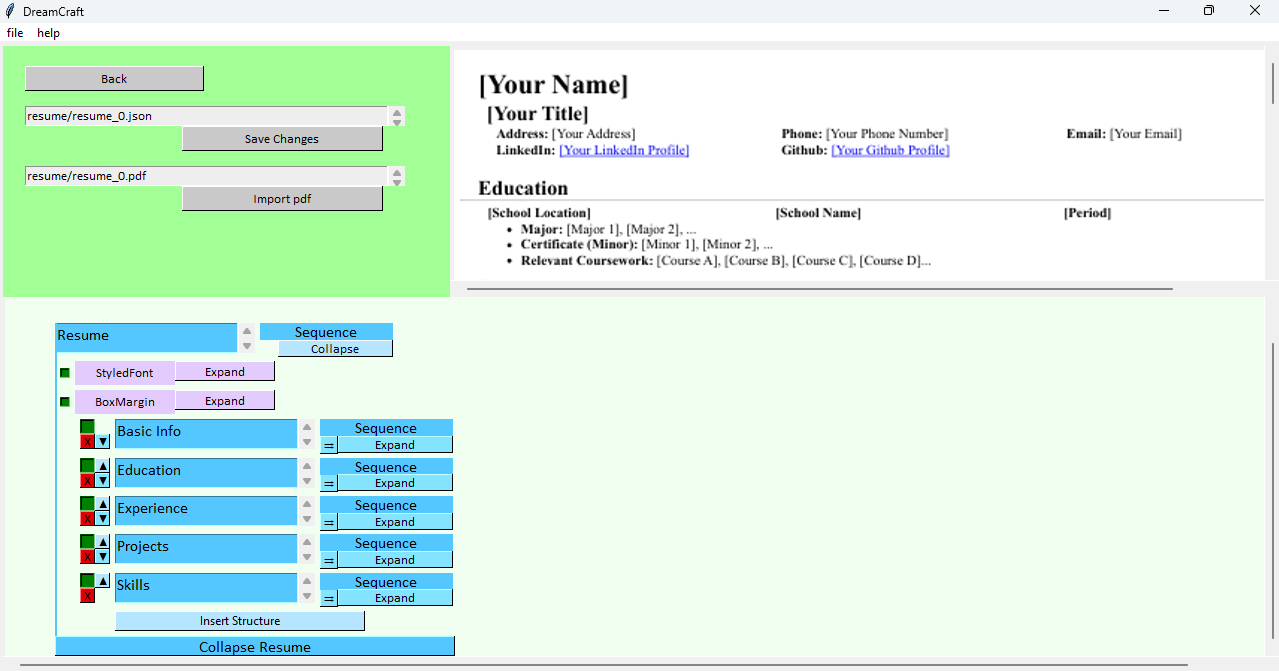 DreamCraft
file help
Back
resume/resume_0.json
Save Changes
resume/resume_0.pdf
Import pdf
[Your Name]
[Your Title]
Address: [Your Address] Phone: [Your Phone Number] Email: [Your Email]
LinkedIn: [Your LinkedIn Profile] Github: [Your Github Profile]
Education
[School Location] [School Name] [Period]
• Major: [Major 1], [Major 2], ...
• Certificate (Minor): [Minor 1], [Minor 2], ...
• Relevant Coursework: [Course A], [Course B], [Course C], [Course D]...
Resume Sequence
Collapse
StyledFont Expand
BoxMargin Expand
Basic Info Sequence
X ▼ = Expand
Education Sequence
X ▼ = Expand
Experience Sequence
X ▼ = Expand
Projects Sequence
X ▼ = Expand
Skills Sequence
X = Expand
Insert Structure
Collapse Resume